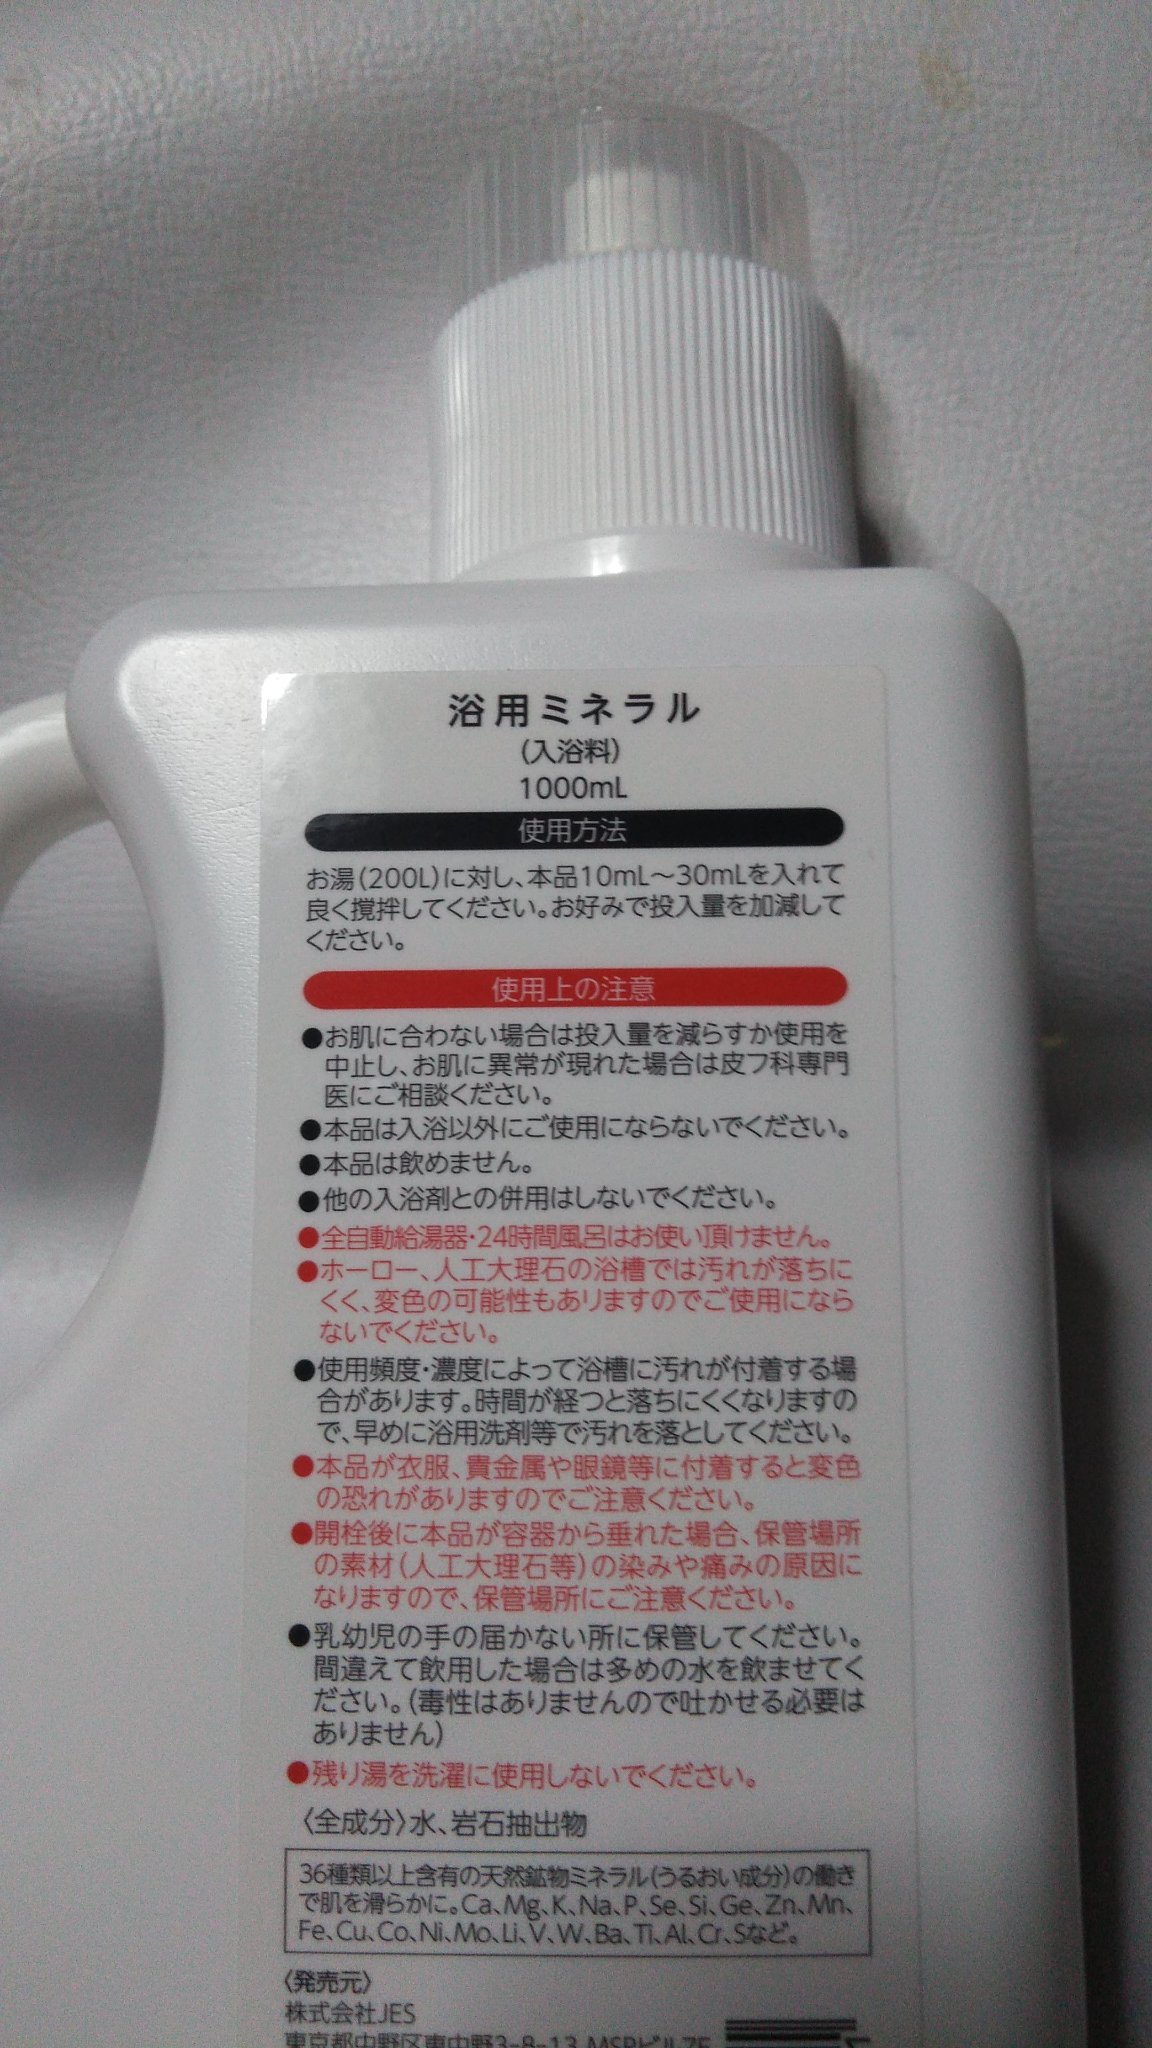 浴用ミネラル
(入浴料)
1000mL
使用方法
お湯(200L)に対し、本品10mL～30mLを入れて
良く撹拌してください。お好みで投入量を加減して
ください。
使用上の注意
●お肌に合わない場合は投入量を減らすか使用を
中止し、お肌に異常が現れた場合は皮フ科専門
医にご相談ください。
●本品は入浴以外にご使用にならないでください。
●本品は飲めません。
●他の入浴剤との併用はしないでください。
●全自動給湯器・24時間風呂はお使い頂けません。
●ホーロー、人工大理石の浴槽では汚れが落ちに
くく、変色の可能性もありますのでご使用になら
ないでください。
●使用頻度・濃度によって浴槽に汚れが付着する場
合があります。時間が経つと落ちにくくなりますの
で、早めに浴用洗剤等で汚れを落としてください。
●本品が衣服、貴金属や眼鏡等に付着すると変色
の恐れがありますのでご注意ください。
●開栓後に本品が容器から垂れた場合、保管場所
の素材(人工大理石等)の染みや痛みの原因に
なりますので、保管場所にご注意ください。
●乳幼児の手の届かない所に保管してください。
間違えて飲用した場合は多めの水を飲ませてく
ださい。(毒性はありませんので吐かせる必要は
ありません)
●残り湯を洗濯に使用しないでください。
〈全成分〉水、岩石抽出物
36種類以上含有の天然鉱物ミネラル(うるおい成分)の働き
で肌を滑らかに。Ca、Mg、K、Na、P、Se、Si、Ge、Zn、Mn、
Fe、Cu、Co、Ni、Mo、Li、V、W、Ba、Ti、Al、Cr、Sなど。
〈発売元〉
株式会社JES
東京都中野区東中野3-8-13 MSPビル7F